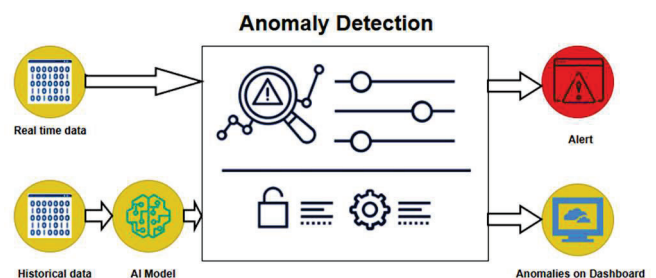 Anomaly Detection
Real time data
Alert
Historical data
AI Model
Anomalies on Dashboard